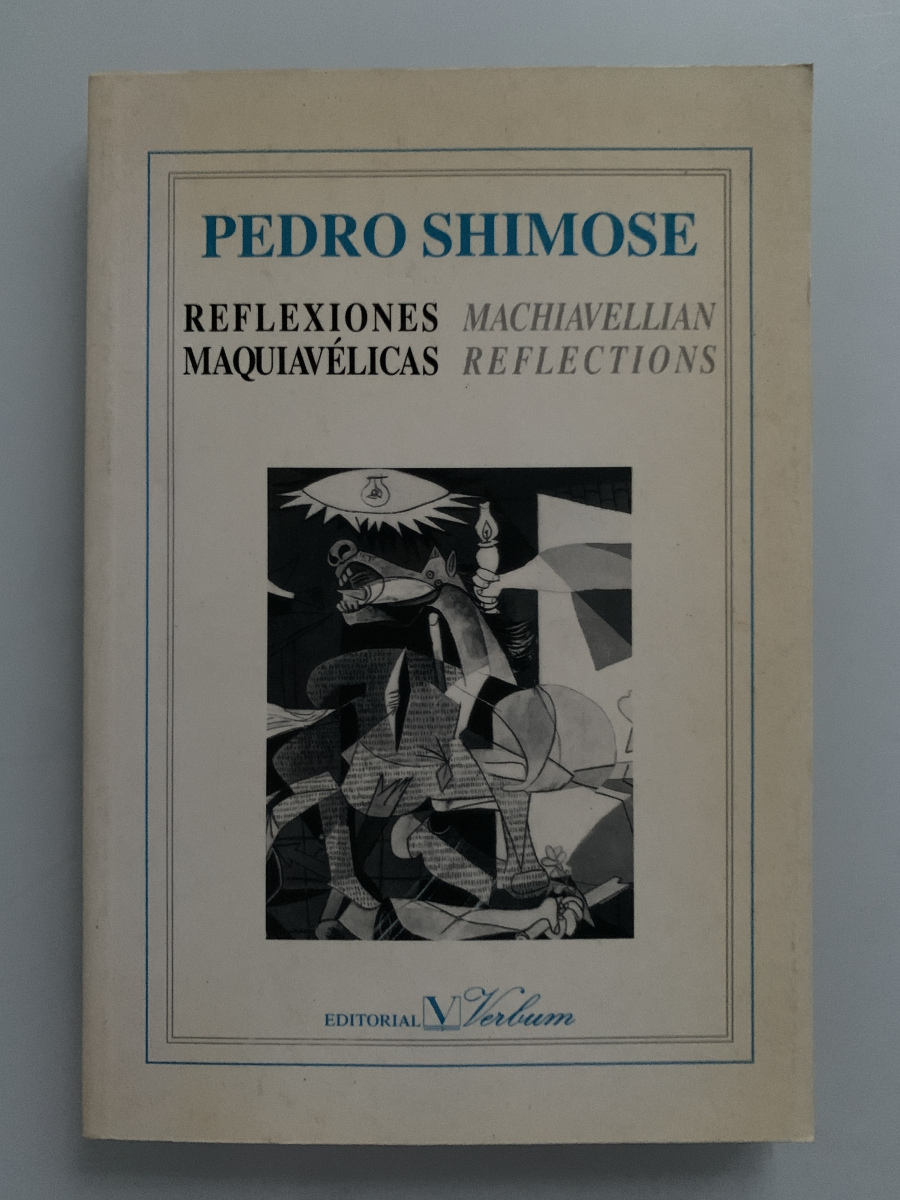 PEDRO SHIMOSE
REFLEXIONES
MAQUIAVÉLICAS
MACHIAVELLIAN
REFLECTIONS
EDITORIAL V Verbum